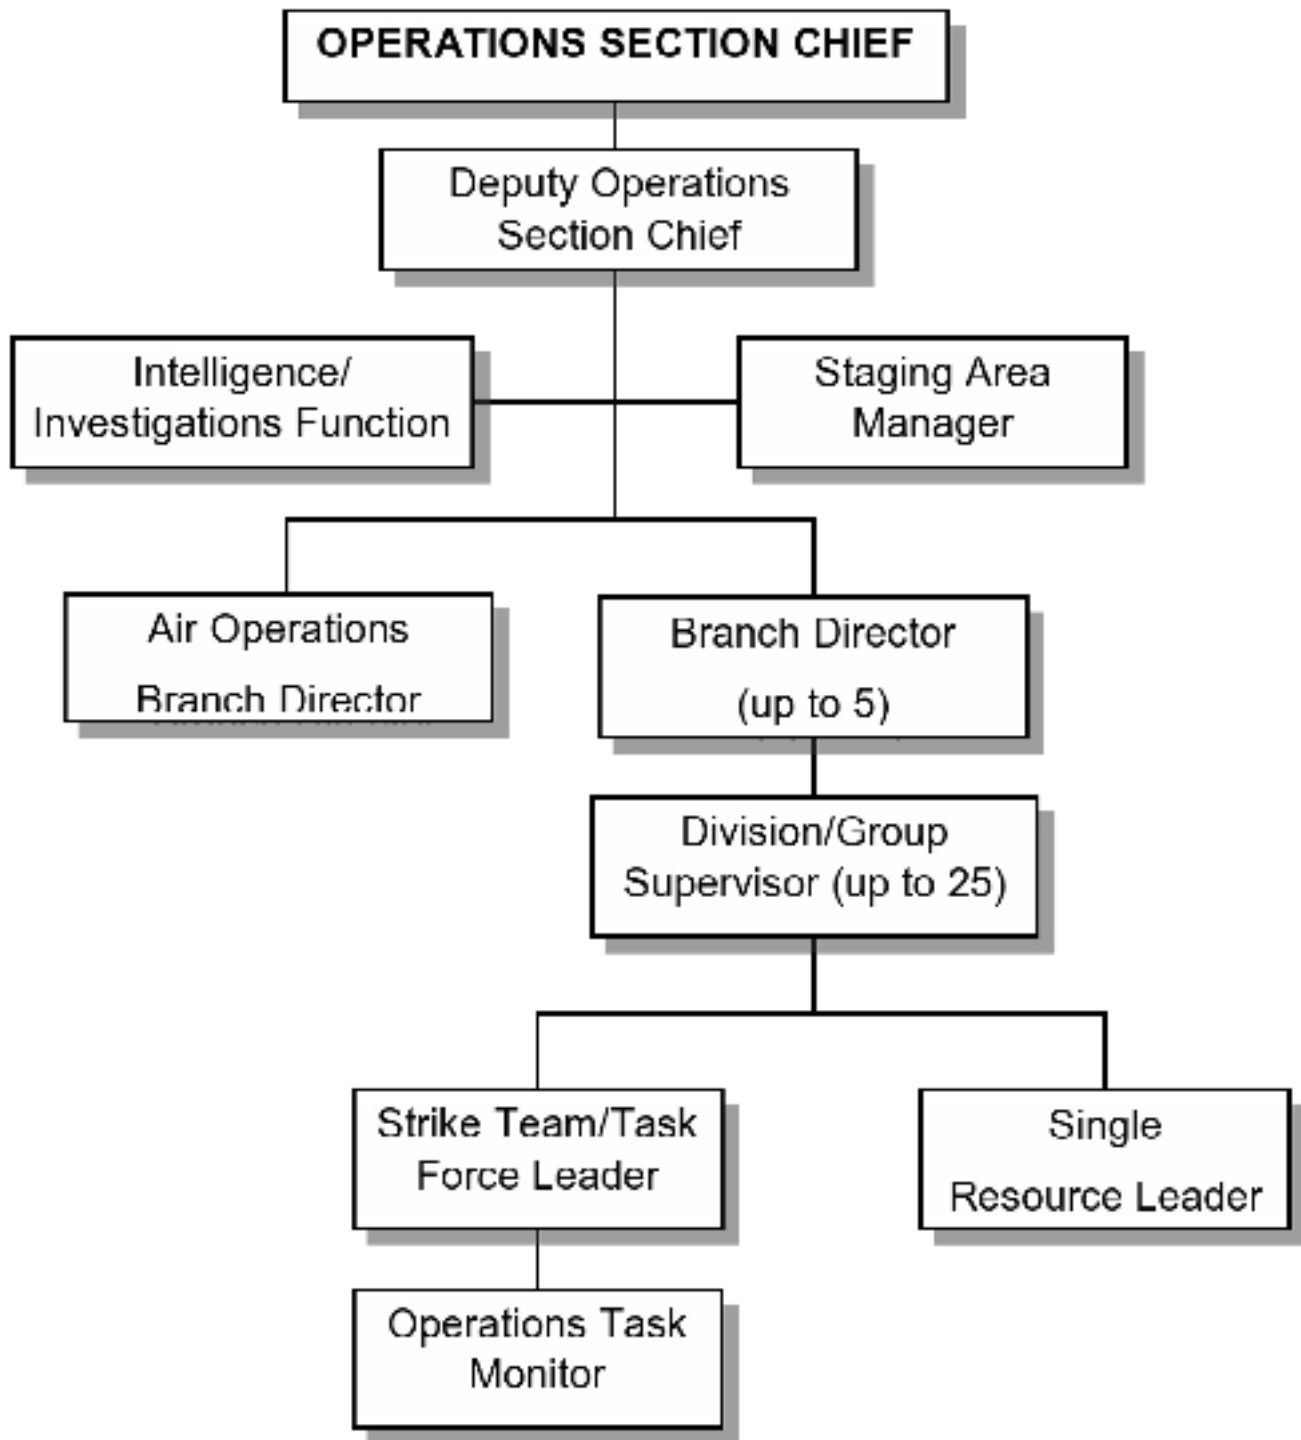 OPERATIONS SECTION CHIEF
Deputy Operations
Section Chief
Intelligence/
Investigations Function
Staging Area
Manager
Air Operations
Branch Director
Branch Director
(up to 5)
Division/Group
Supervisor (up to 25)
Strike Team/Task
Force Leader
Single
Resource Leader
Operations Task
Monitor